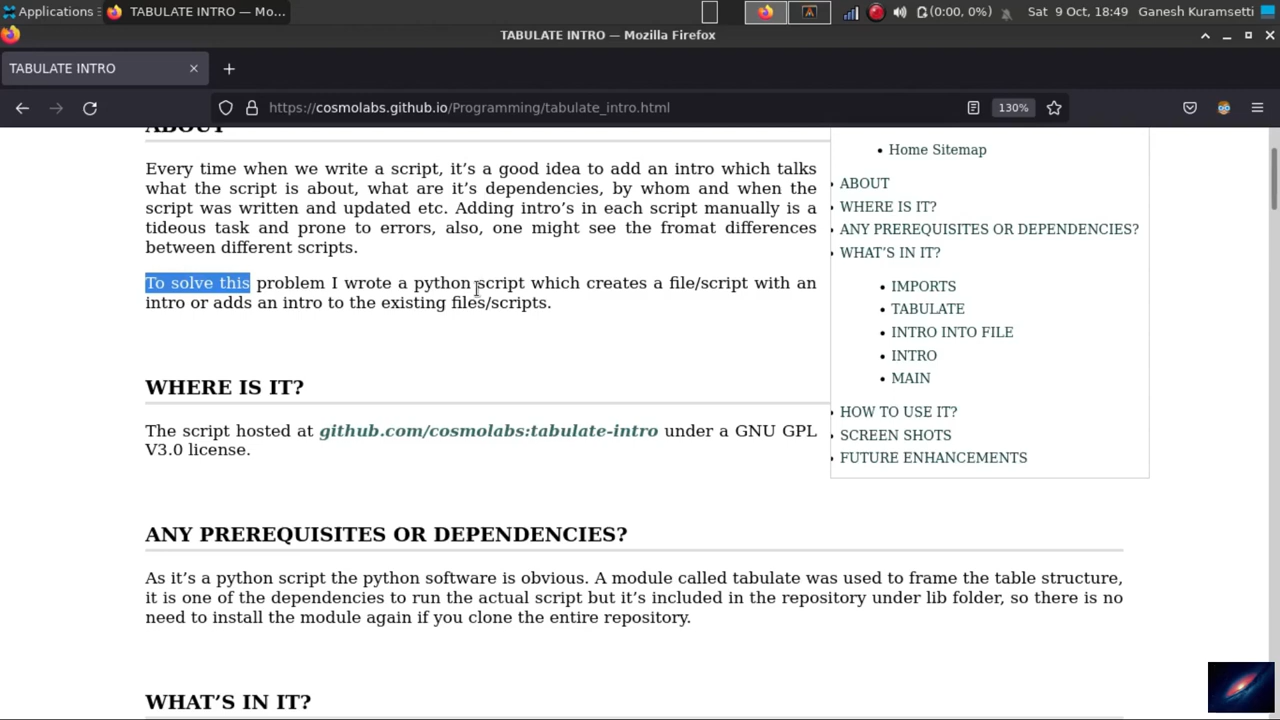 Applications
TABULATE INTRO — Mo...
(0:00, 0%)
Sat 9 Oct, 18:49
Ganesh Kuramsetti
TABULATE INTRO — Mozilla Firefox
TABULATE INTRO
https://cosmolabs.github.io/Programming/tabulate_intro.html
130%
ABOUT
Every time when we write a script, it’s a good idea to add an intro which talks
what the script is about, what are it’s dependencies, by whom and when the
script was written and updated etc. Adding intro’s in each script manually is a
tideous task and prone to errors, also, one might see the fromat differences
between different scripts.
To solve this problem I wrote a python script which creates a file/script with an
intro or adds an intro to the existing files/scripts.
WHERE IS IT?
The script hosted at github.com/cosmolabs:tabulate-intro under a GNU GPL
V3.0 license.
ANY PREREQUISITES OR DEPENDENCIES?
As it’s a python script the python software is obvious. A module called tabulate was used to frame the table structure,
it is one of the dependencies to run the actual script but it’s included in the repository under lib folder, so there is no
need to install the module again if you clone the entire repository.
WHAT’S IN IT?
• Home Sitemap
• ABOUT
• WHERE IS IT?
• ANY PREREQUISITES OR DEPENDENCIES?
• WHAT’S IN IT?
• IMPORTS
• TABULATE
• INTRO INTO FILE
• INTRO
• MAIN
• HOW TO USE IT?
• SCREEN SHOTS
• FUTURE ENHANCEMENTS